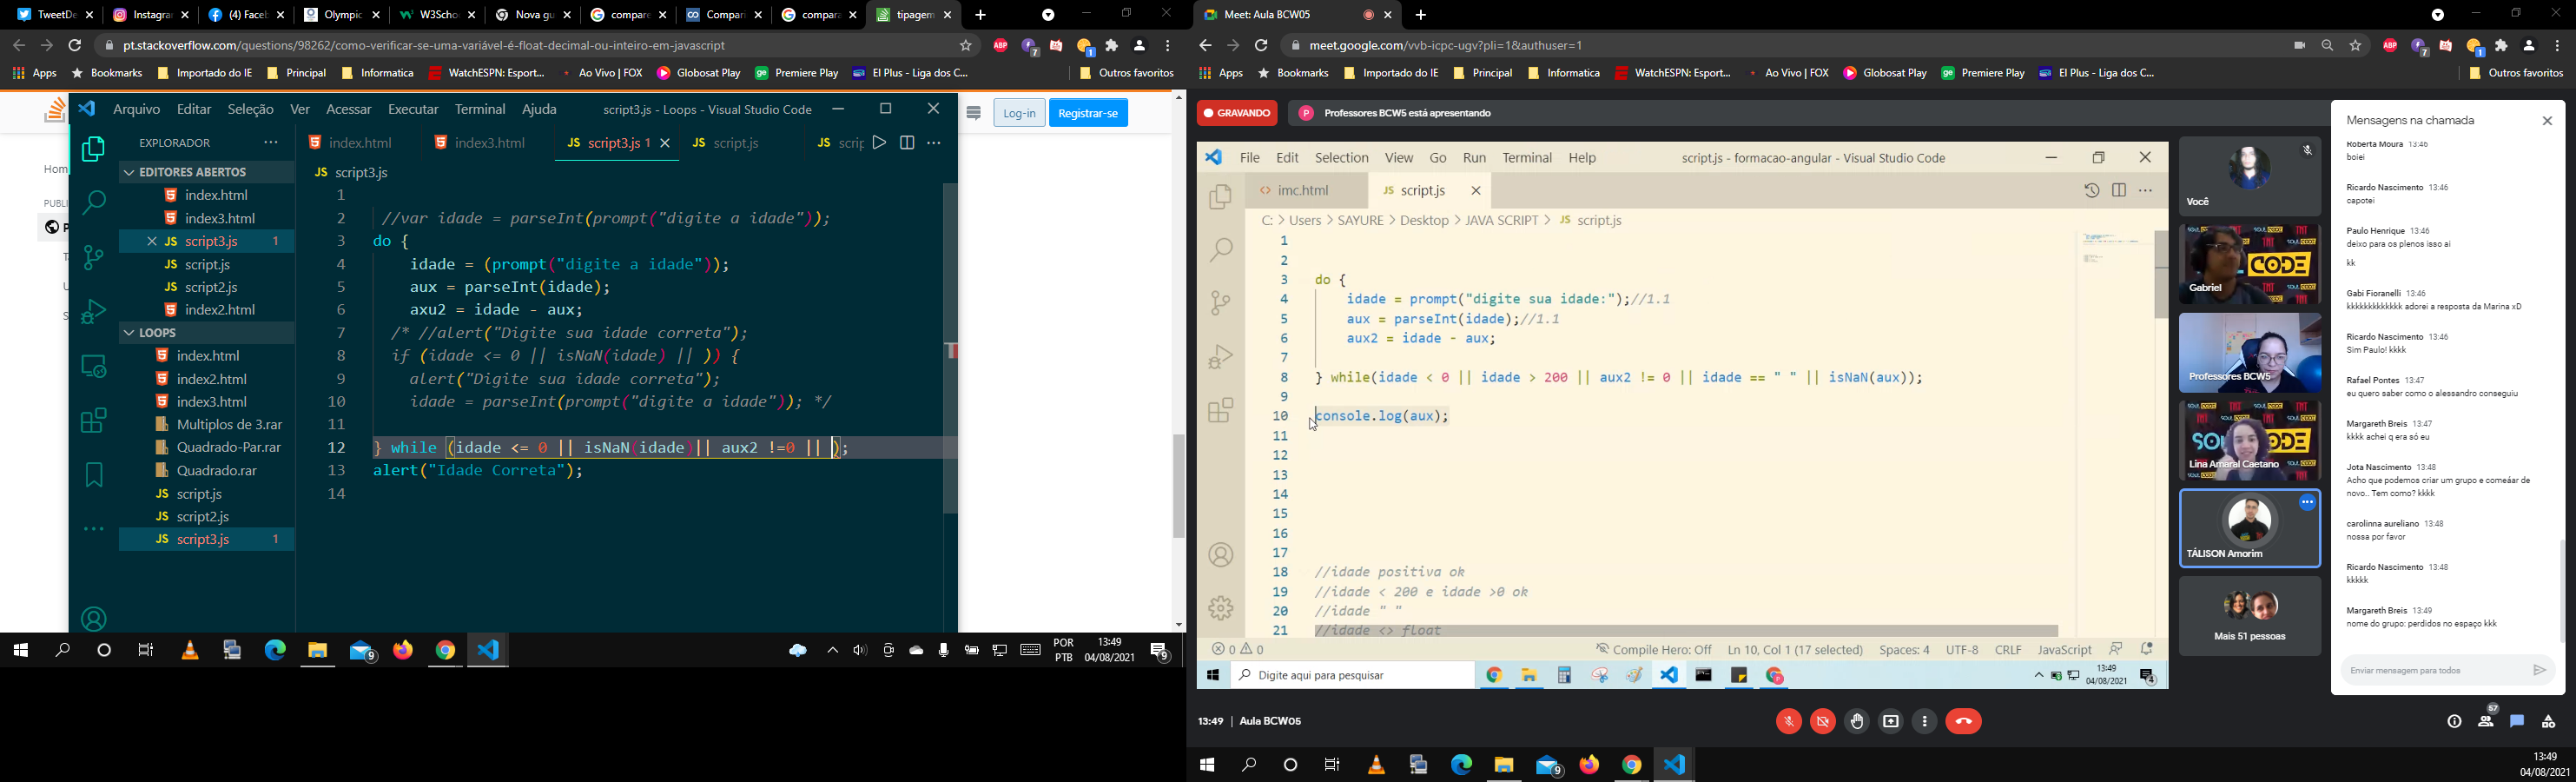 TweetDe
Instagra
(4) Faceb
Olympic
W3Scho
Nova gu
compare
Compari
compara
tipagem
pt.stackoverflow.com/questions/98262/como-verificar-se-uma-variável-é-float-decimal-ou-inteiro-em-javascript
Apps
Bookmarks
Importado do IE
Principal
Informatica
WatchESPN: Esport...
Ao Vivo | FOX
Globosat Play
Premiere Play
EI Plus - Liga dos C...
Outros favoritos
Log-in
Registrar-se
Hom
PUBLI
Arquivo Editar Seleção Ver Acessar Executar Terminal Ajuda
script3.js - Loops - Visual Studio Code
EXPLORADOR
EDITORES ABERTOS
index.html
index3.html
script3.js 1
script.js
script2.js
index2.html
LOOPS
index.html
index2.html
index3.html
Multiplos de 3.rar
Quadrado-Par.rar
Quadrado.rar
script.js
script2.js
script3.js 1
index.html
index3.html
JS script3.js 1
JS script.js
JS scrip
JS script3.js
1
2 //var idade = parseInt(prompt("digite a idade"));
3 do {
4 idade = (prompt("digite a idade"));
5 aux = parseInt(idade);
6 axu2 = idade - aux;
7 /* //alert("Digite sua idade correta");
8 if (idade <= 0 || isNaN(idade) || )) {
9 alert("Digite sua idade correta");
10 idade = parseInt(prompt("digite a idade")); */
11
12 } while (idade <= 0 || isNaN(idade)|| aux2 !=0 || );
13 alert("Idade Correta");
14
POR
PTB
13:49
04/08/2021
9
Meet: Aula BCW05
meet.google.com/vvb-icpc-ugv?pli=1&authuser=1
Apps
Bookmarks
Importado do IE
Principal
Informatica
WatchESPN: Esport...
Ao Vivo | FOX
Globosat Play
Premiere Play
EI Plus - Liga dos C...
Outros favoritos
GRAVANDO
P
Professores BCW5 está apresentando
File Edit Selection View Go Run Terminal Help
script.js - formacao-angular - Visual Studio Code
imc.html
JS script.js
C: > Users > SAYURE > Desktop > JAVA SCRIPT > JS script.js
1
2
3 do {
4 idade = prompt("digite sua idade:");//1.1
5 aux = parseInt(idade);//1.1
6 aux2 = idade - aux;
7
8 } while(idade < 0 || idade > 200 || aux2 != 0 || idade == " " || isNaN(aux));
9
10 console.log(aux);
11
12
13
14
15
16
17
18 //idade positiva ok
19 //idade < 200 e idade >0 ok
20 //idade " "
21 //idade <> float
0 0
Compile Hero: Off
Ln 10, Col 1 (17 selected)
Spaces: 4
UTF-8
CRLF
JavaScript
Digite aqui para pesquisar
13:49
04/08/2021
4
Você
Gabriel
Professores BCW5
Lina Amaral Caetano
TÁLISON Amorim
Mais 51 pessoas
Mensagens na chamada
Roberta Moura 13:46
boiei
Ricardo Nascimento 13:46
capotei
Paulo Henrique 13:46
deixo para os plenos isso ai
kk
Gabi Fioranelli 13:46
kkkkkkkkkkkkk adorei a resposta da Marina xD
Ricardo Nascimento 13:46
Sim Paulo! kkkk
Rafael Pontes 13:47
eu quero saber como o alessandro conseguiu
Margareth Breis 13:47
kkkk achei q era só eu
Jota Nascimento 13:48
Acho que podemos criar um grupo e comeáar de
novo.. Tem como? kkkk
carolinna aureliano 13:48
nossa por favor
Ricardo Nascimento 13:48
kkkkk
Margareth Breis 13:49
nome do grupo: perdidos no espaço kkk
Enviar mensagem para todos
13:49 | Aula BCW05
57
9
13:49
04/08/2021